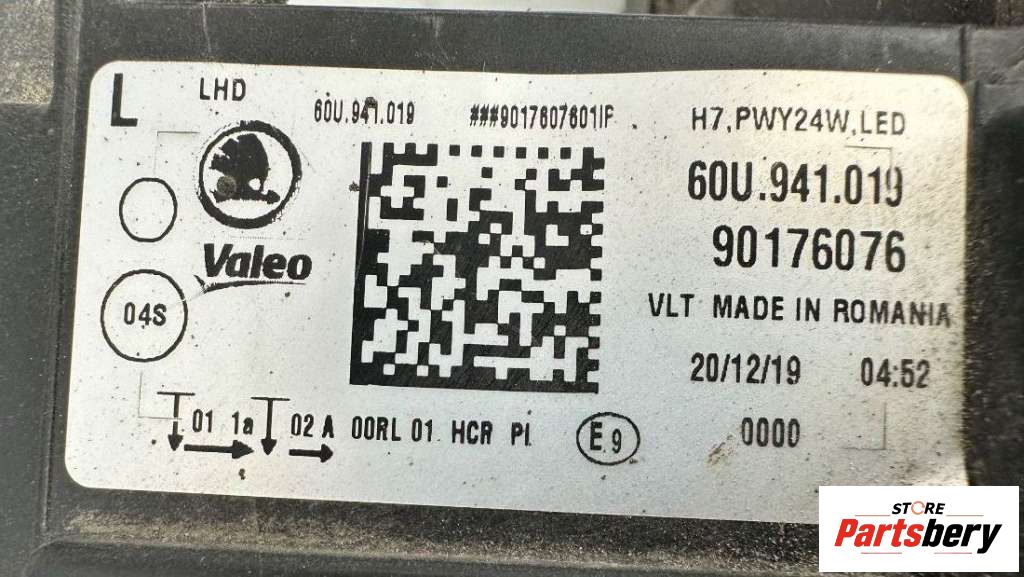 L LHD 60U.941.019 ###9017607601IF H7,PWY24W,LED
60U.941.019
Valeo
90176076
04S
VLT MADE IN ROMANIA
20/12/19 04:52
01 1a 02 A 00RL 01 HCR PL E9 0000
STORE
Partsbery